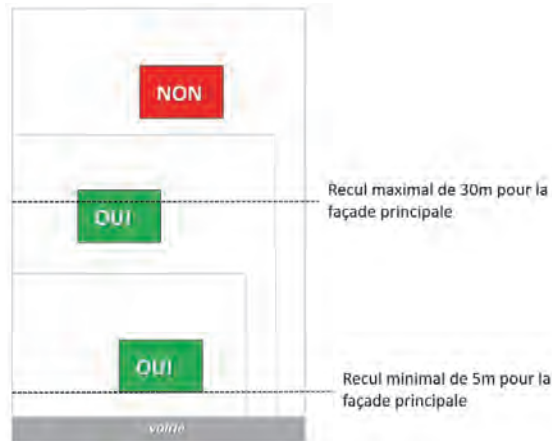 NON
Recul maximal de 30m pour la
façade principale
OUI
OUI
Recul minimal de 5m pour la
façade principale
voirie